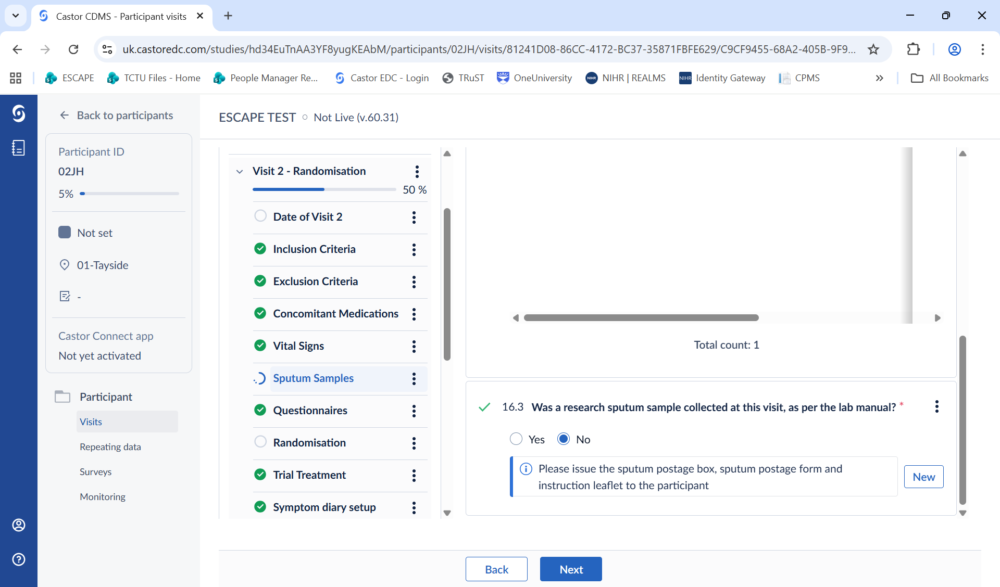 Castor CDMS - Participant visits
uk.castoredc.com/studies/hd34EuTnAA3YF8yugKEAbM/participants/02JH/visits/81241D08-86CC-4172-BC37-35871FBFE629/C9CF9455-68A2-405B-9F9...
ESCAPE TCTU Files - Home People Manager Re... Castor EDC - Login TRuST OneUniversity NIHR | REALMS Identity Gateway CPMS All Bookmarks
Back to participants
ESCAPE TEST Not Live (v.60.31)
Participant ID
02JH
5%
Not set
01-Tayside
-
Castor Connect app
Not yet activated
Participant
Visits
Repeating data
Surveys
Monitoring
Visit 2 - Randomisation
50 %
Date of Visit 2
Inclusion Criteria
Exclusion Criteria
Concomitant Medications
Vital Signs
Sputum Samples
Questionnaires
Randomisation
Trial Treatment
Symptom diary setup
Total count: 1
16.3 Was a research sputum sample collected at this visit, as per the lab manual? *
Yes No
Please issue the sputum postage box, sputum postage form and
instruction leaflet to the participant
New
Back Next